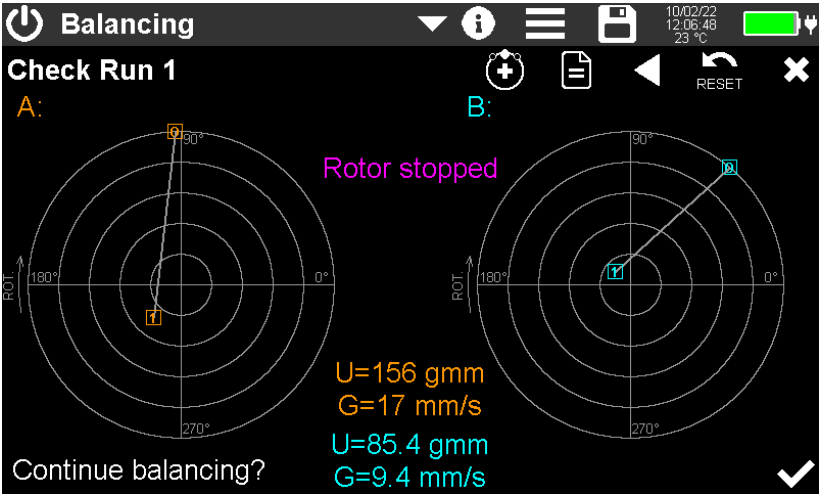 Balancing
i
10/02/22
12:06:48
23 °C
Check Run 1
RESET
A:
B:
0
90°
90°
0
Rotor stopped
180°
0°
180°
0°
ROT.
ROT.
1
1
U=156 gmm
G=17 mm/s
270°
270°
U=85.4 gmm
G=9.4 mm/s
Continue balancing?